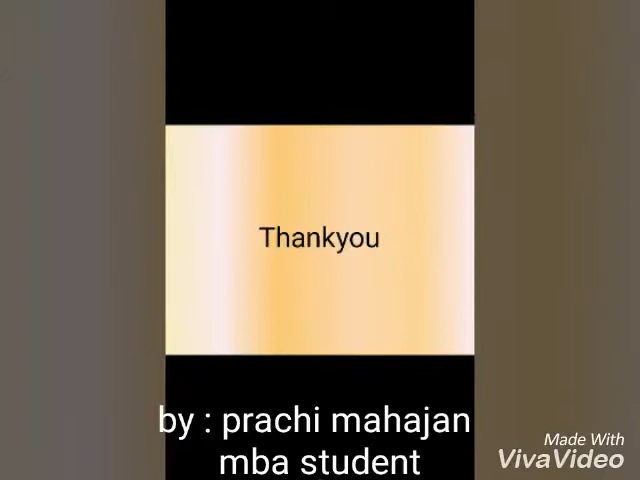 Thankyou
by : prachi mahajan
mba student
Made With
VivaVideo